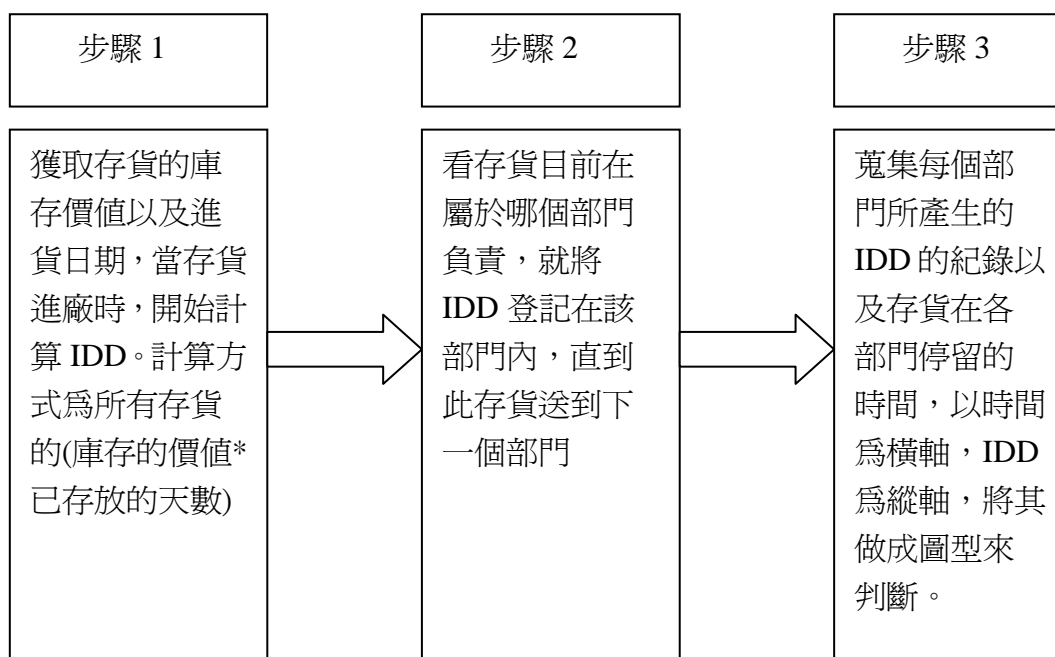 步驟 1
步驟 2
步驟 3
獲取存貨的庫
存價值以及進
貨日期，當存貨
進廠時，開始計
算 IDD。計算方
式為所有存貨
的(庫存的價值*
已存放的天數)
看存貨目前在
屬於哪個部門
負責，就將
IDD 登記在該
部門內，直到
此存貨送到下
一個部門
蒐集每個部
門所產生的
IDD 的紀錄以
及存貨在各
部門停留的
時間，以時間
為橫軸，IDD
為縱軸，將其
做成圖型來
判斷。